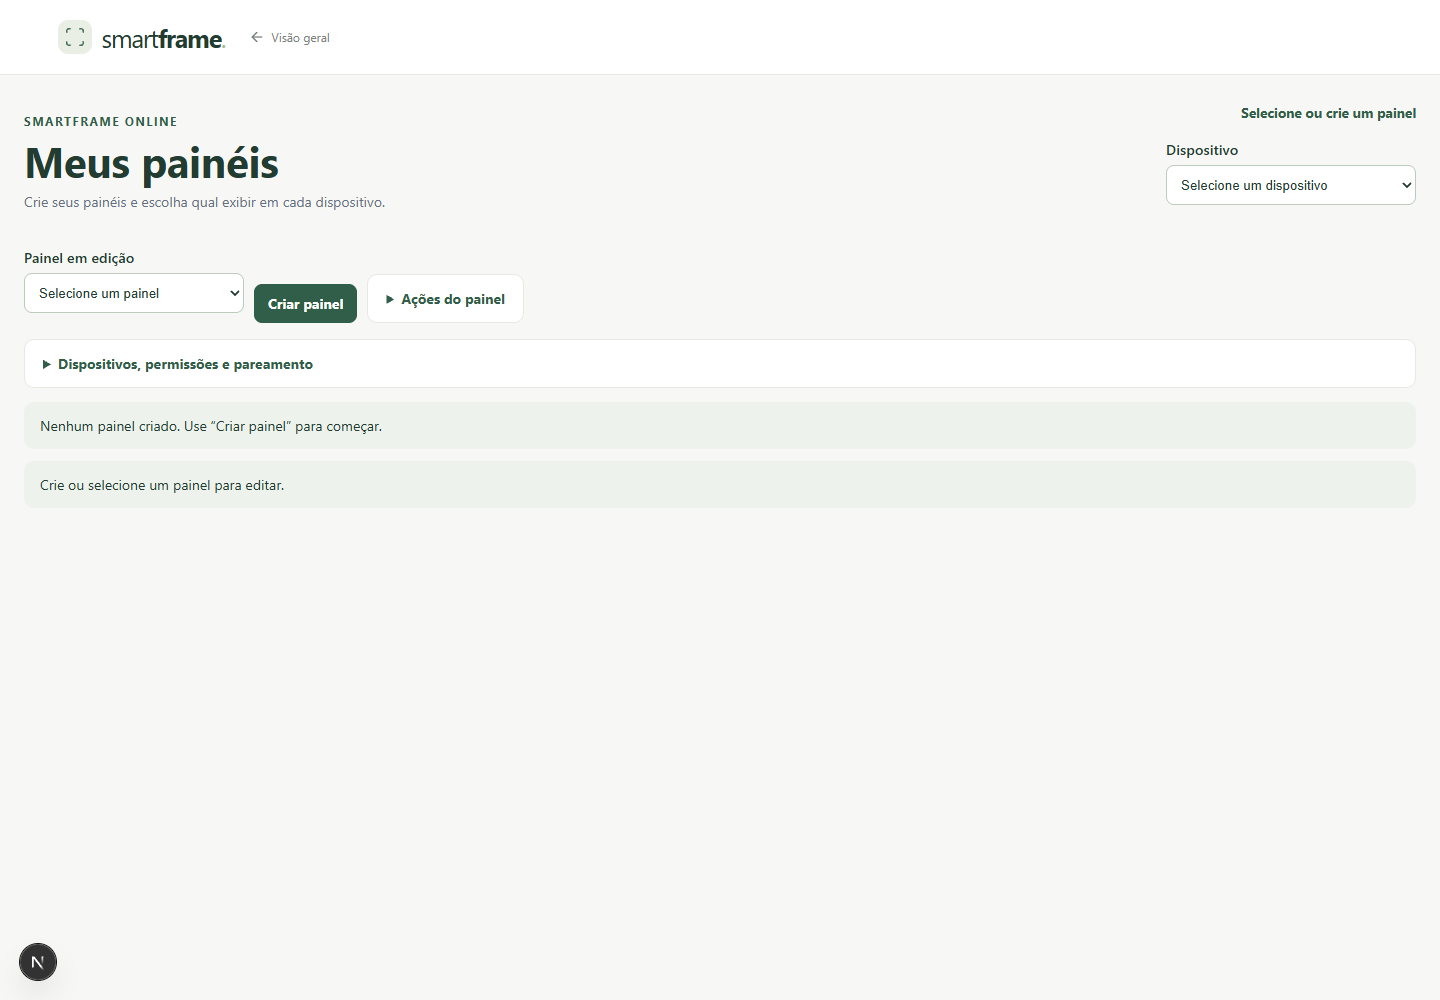 smartframe.
← Visão geral
SMARTFRAME ONLINE
Meus painéis
Crie seus painéis e escolha qual exibir em cada dispositivo.
Selecione ou crie um painel
Dispositivo
Selecione um dispositivo
Painel em edição
Selecione um painel
Criar painel
▶ Ações do painel
▶ Dispositivos, permissões e pareamento
Nenhum painel criado. Use “Criar painel” para começar.
Crie ou selecione um painel para editar.
N